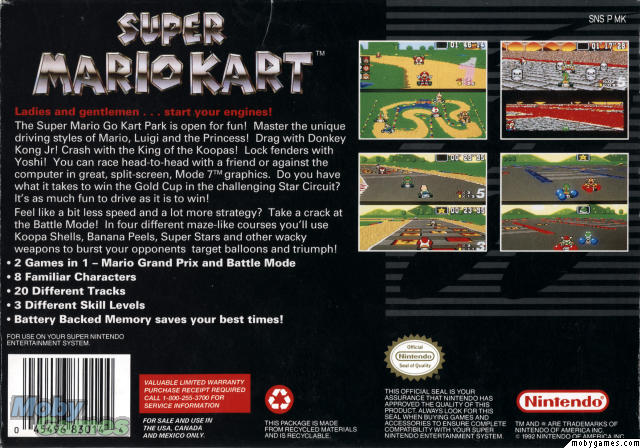 SNS P MK
SUPER
MARIO KART™
Ladies and gentlemen . . . start your engines!
The Super Mario Go Kart Park is open for fun! Master the unique
driving styles of Mario, Luigi and the Princess! Drag with Donkey
Kong Jr! Crash with the King of the Koopas! Lock fenders with
Yoshi! You can race head-to-head with a friend or against the
computer in great, split-screen, Mode 7™ graphics. Do you have
what it takes to win the Gold Cup in the challenging Star Circuit?
It's as much fun to drive as it is to win!
Feel like a bit less speed and a lot more strategy? Take a crack at
the Battle Mode! In four different maze-like courses you'll use
Koopa Shells, Banana Peels, Super Stars and other wacky
weapons to burst your opponents target balloons and triumph!
• 2 Games in 1 – Mario Grand Prix and Battle Mode
• 8 Familiar Characters
• 20 Different Tracks
• 3 Different Skill Levels
• Battery Backed Memory saves your best times!
FOR USE ON YOUR SUPER NINTENDO
ENTERTAINMENT SYSTEM.
Moby
0 45496 83014 4
VALUABLE LIMITED WARRANTY
PURCHASE RECEIPT REQUIRED
CALL 1-800-255-3700 FOR
SERVICE INFORMATION
FOR SALE AND USE IN
THE USA, CANADA
AND MEXICO ONLY.
THIS PACKAGE IS MADE
FROM RECYCLED MATERIALS
AND IS RECYCLABLE.
Official
Nintendo
Seal of Quality
THIS OFFICIAL SEAL IS YOUR
ASSURANCE THAT NINTENDO HAS
APPROVED THE QUALITY OF THIS
PRODUCT. ALWAYS LOOK FOR THIS
SEAL WHEN BUYING GAMES AND
ACCESSORIES TO ENSURE COMPLETE
COMPATIBILITY WITH YOUR SUPER
NINTENDO ENTERTAINMENT SYSTEM.
Nintendo®
TM AND ® ARE TRADEMARKS OF
NINTENDO OF AMERICA INC.
© 1992 NINTENDO OF AMERICA INC.
mobygames.com